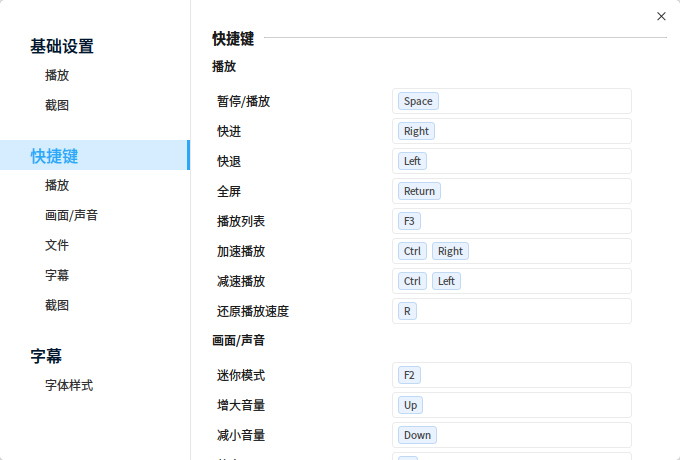 基础设置
播放
截图
快捷键
播放
画面/声音
文件
字幕
截图
字幕
字体样式
快捷键
播放
暂停/播放 Space
快进 Right
快退 Left
全屏 Return
播放列表 F3
加速播放 Ctrl Right
减速播放 Ctrl Left
还原播放速度 R
画面/声音
迷你模式 F2
增大音量 Up
减小音量 Down